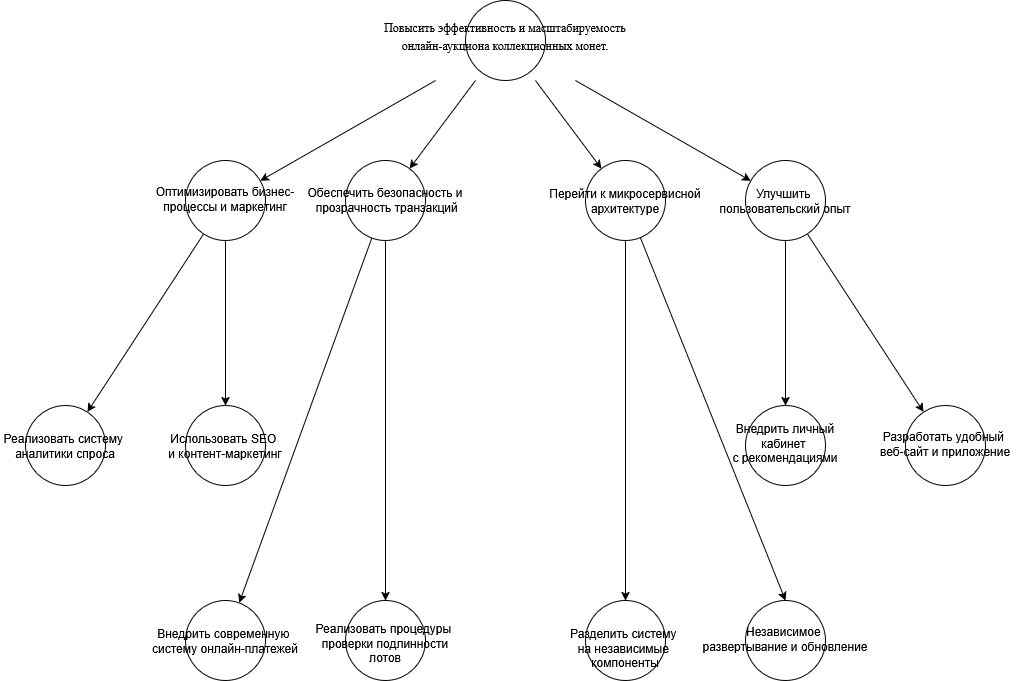 Повысить эффективность и масштабируемость
онлайн-аукциона коллекционных монет.
Оптимизировать бизнес-
процессы и маркетинг
Обеспечить безопасность и
прозрачность транзакций
Перейти к микросервисной
архитектуре
Улучшить
пользовательский опыт
Реализовать систему
аналитики спроса
Использовать SEO
и контент-маркетинг
Внедрить личный
кабинет
с рекомендациями
Разработать удобный
веб-сайт и приложение
Внедрить современную
систему онлайн-платежей
Реализовать процедуры
проверки подлинности
лотов
Разделить систему
на независимые
компоненты
Независимое
развертывание и обновление